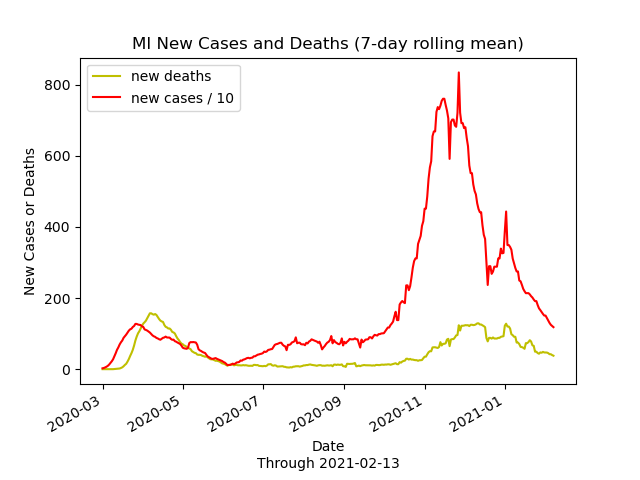 MI New Cases and Deaths (7-day rolling mean)
new deaths
new cases / 10
800
600
400
200
0
New Cases or Deaths
2020-03
2020-05
2020-07
2020-09
2020-11
2021-01
Date
Through 2021-02-13